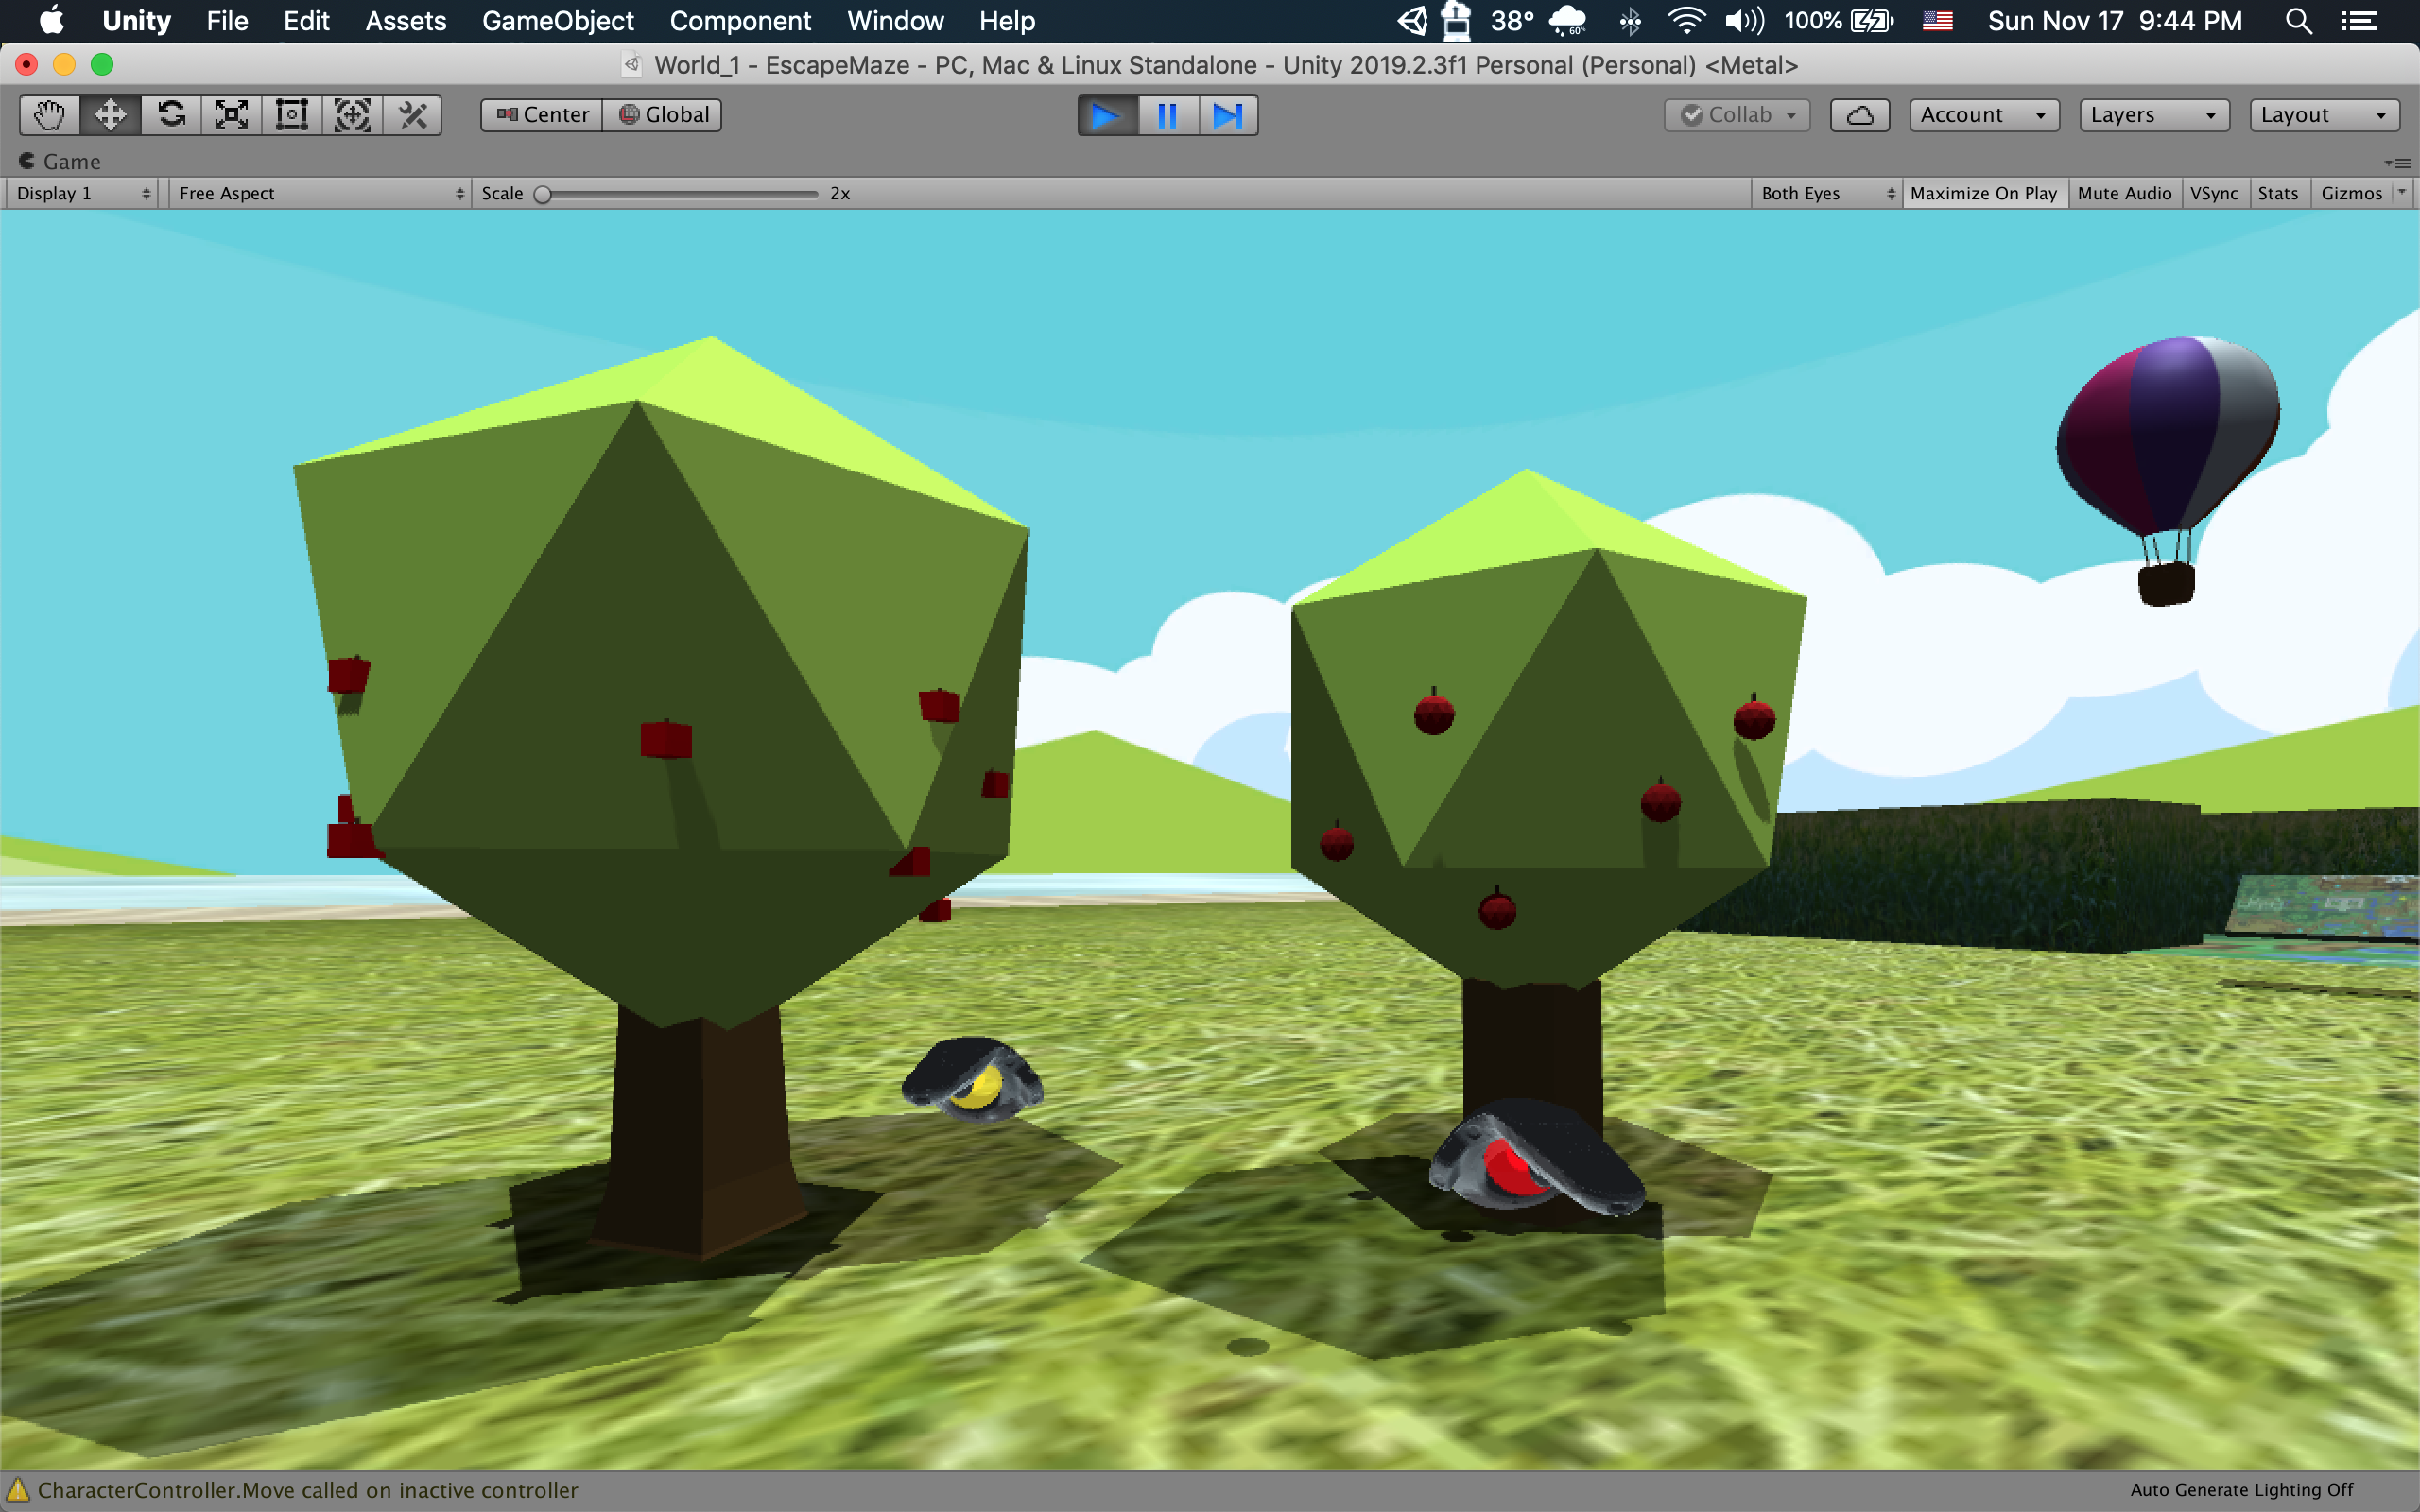 Unity File Edit Assets GameObject Component Window Help 38° 60% 100% Sun Nov 17 9:44 PM
World_1 - EscapeMaze - PC, Mac & Linux Standalone - Unity 2019.2.3f1 Personal (Personal) <Metal>
Center Global Collab Account Layers Layout
Game
Display 1 Free Aspect Scale 2x Both Eyes Maximize On Play Mute Audio VSync Stats Gizmos
CharacterController.Move called on inactive controller Auto Generate Lighting Off